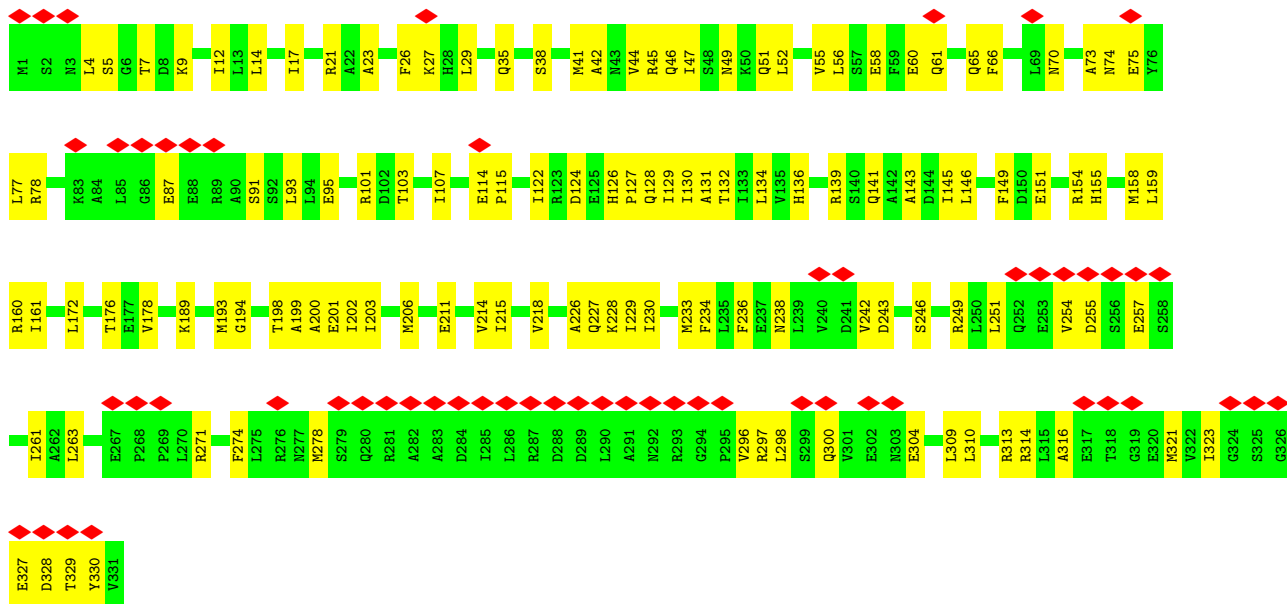 M1 S2 N3 L4 S5 G6 T7 D8 K9 I12 L13 L14 I17 R21 A22 A23 F26 K27 H28 L29 Q35 S38 M41 A42 N43 V44 R45 Q46 I47 S48 N49 K50 Q51 L52 V55 L56 S57 E58 F59 E60 Q61 Q65 F66 L69 N70 A73 N74 E75 Y76
L77 R78 K83 A84 L85 G86 E87 E88 R89 A90 S91 S92 L93 L94 E95 R101 D102 T103 I107 E114 P115 I122 R123 D124 E125 H126 P127 Q128 I129 I130 A131 T132 I133 L134 V135 H136 R139 S140 Q141 A142 A143 D144 I145 L146 F149 D150 E151 R154 H155 M158 L159
R160 I161 L172 T176 E177 V178 K189 M193 G194 T198 A199 A200 E201 I202 I203 M206 E211 V214 I215 V218 A226 Q227 K228 I229 I230 M233 F234 L235 F236 E237 N238 L239 V240 D241 V242 D243 S246 R249 L250 L251 Q252 E253 V254 D255 S256 E257 S258
I261 A262 L263 E267 P268 P269 L270 R271 F274 L275 R276 N277 M278 S279 Q280 R281 A282 A283 D284 I285 L286 R287 D288 D289 L290 A291 N292 R293 G294 P295 V296 R297 L298 S299 Q300 V301 E302 N303 E304 L309 L310 R313 R314 L315 A316 E317 T318 G319 E320 M321 V322 I323 G324 S325 G326
E327 D328 T329 Y330 V331